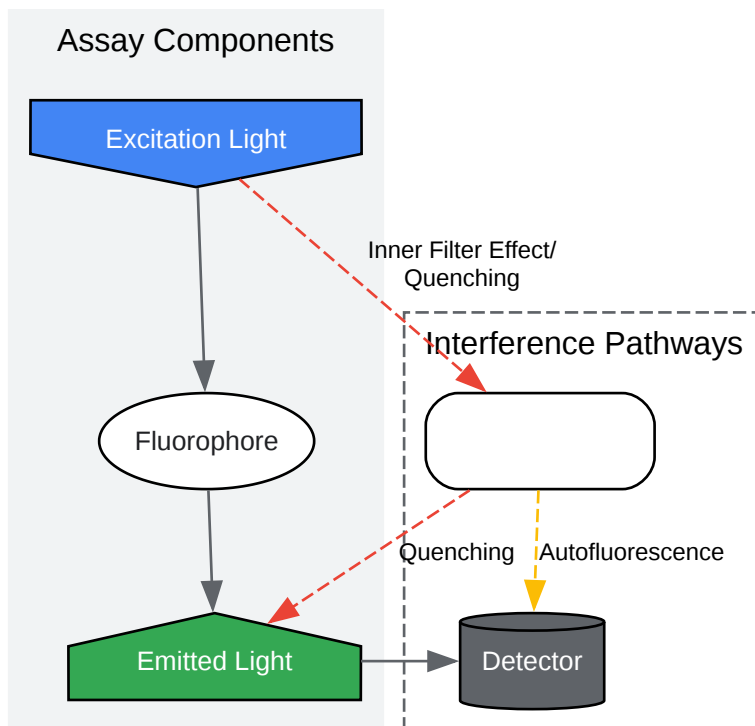 Assay Components
Excitation Light
Inner Filter Effect/
Quenching
Interference Pathways
Fluorophore
Quenching
Autofluorescence
Emitted Light
Detector